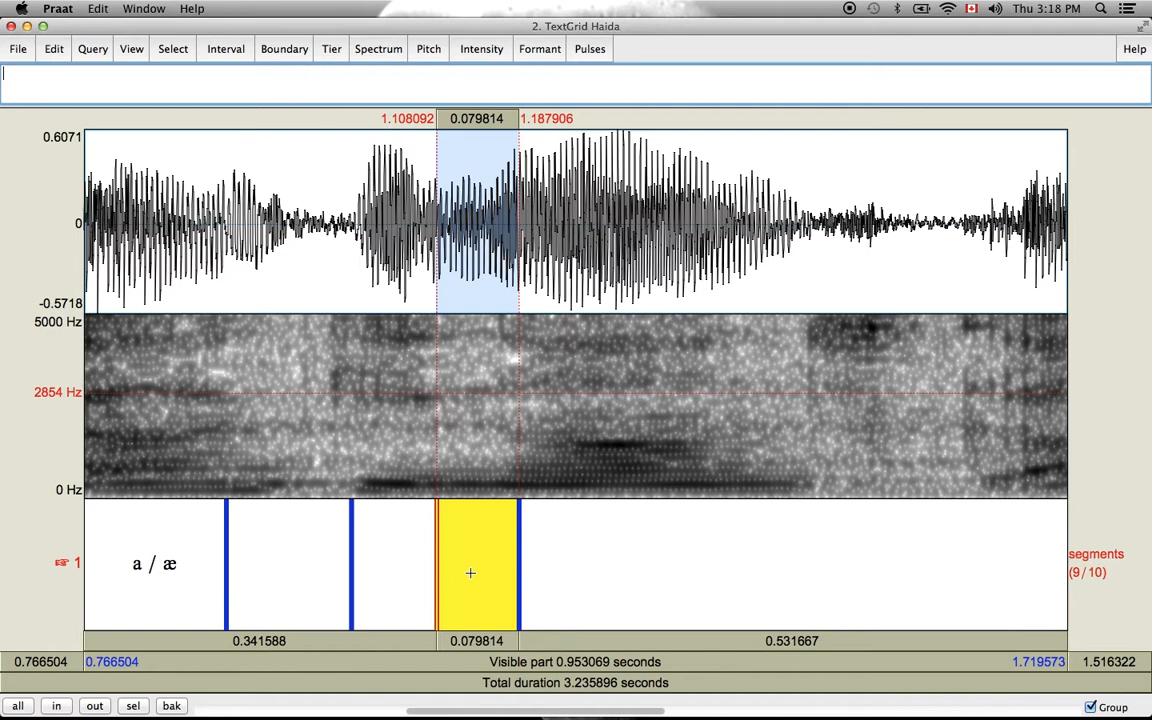 Praat Edit Window Help Thu 3:18 PM
2. TextGrid Haida
File Edit Query View Select Interval Boundary Tier Spectrum Pitch Intensity Formant Pulses Help
1.108092 0.079814 1.187906
0.6071
0
-0.5718
5000 Hz
2854 Hz
0 Hz
☞ 1 a / æ segments
(9/10)
0.341588 0.079814 0.531667
0.766504 0.766504 Visible part 0.953069 seconds 1.719573 1.516322
Total duration 3.235896 seconds
all in out sel bak Group